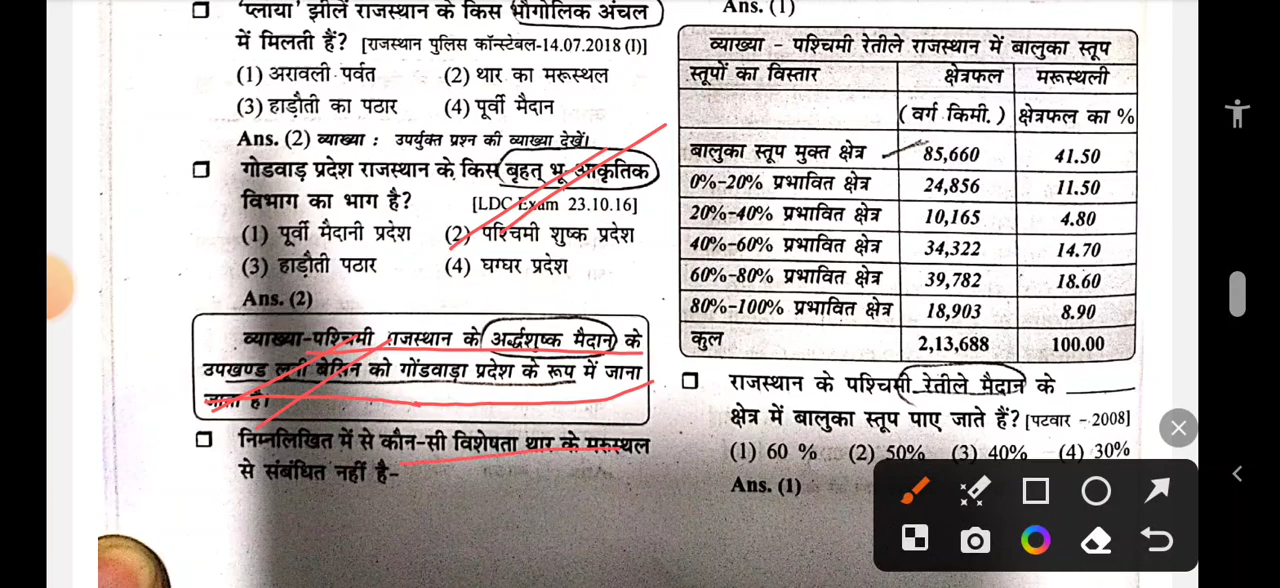 'प्लाया' झीलें राजस्थान के किस भौगोलिक अंचल
में मिलती हैं? [राजस्थान पुलिस कॉन्स्टेबल-14.07.2018 (I)]
(1) अरावली पर्वत (2) थार का मरूस्थल
(3) हाड़ौती का पठार (4) पूर्वी मैदान
Ans. (2) व्याख्या : उपर्युक्त प्रश्न की व्याख्या देखें।
गोडवाड़ प्रदेश राजस्थान के किस बृहत् भू आकृतिक
विभाग का भाग है? [LDC Exam 23.10.16]
(1) पूर्वी मैदानी प्रदेश (2) पश्चिमी शुष्क प्रदेश
(3) हाड़ौती पठार (4) घग्घर प्रदेश
Ans. (2)
व्याख्या-पश्चिमी राजस्थान के अर्द्धशुष्क मैदान के
उपखण्ड लूनी बेसिन को गोंडवाड़ा प्रदेश के रूप में जाना
जाता है।
निम्नलिखित में से कौन-सी विशेषता थार के मरुस्थल
से संबंधित नहीं है-
Ans. (1)
व्याख्या - पश्चिमी रेतीले राजस्थान में बालुका स्तूप
स्तूपों का विस्तार क्षेत्रफल मरूस्थली
(वर्ग किमी.) क्षेत्रफल का %
बालुका स्तूप मुक्त क्षेत्र 85,660 41.50
0%-20% प्रभावित क्षेत्र 24,856 11.50
20%-40% प्रभावित क्षेत्र 10,165 4.80
40%-60% प्रभावित क्षेत्र 34,322 14.70
60%-80% प्रभावित क्षेत्र 39,782 18.60
80%-100% प्रभावित क्षेत्र 18,903 8.90
कुल 2,13,688 100.00
राजस्थान के पश्चिमी रेतीले मैदान के ______
क्षेत्र में बालुका स्तूप पाए जाते हैं? [पटवार - 2008]
(1) 60 % (2) 50% (3) 40% (4) 30%
Ans. (1)